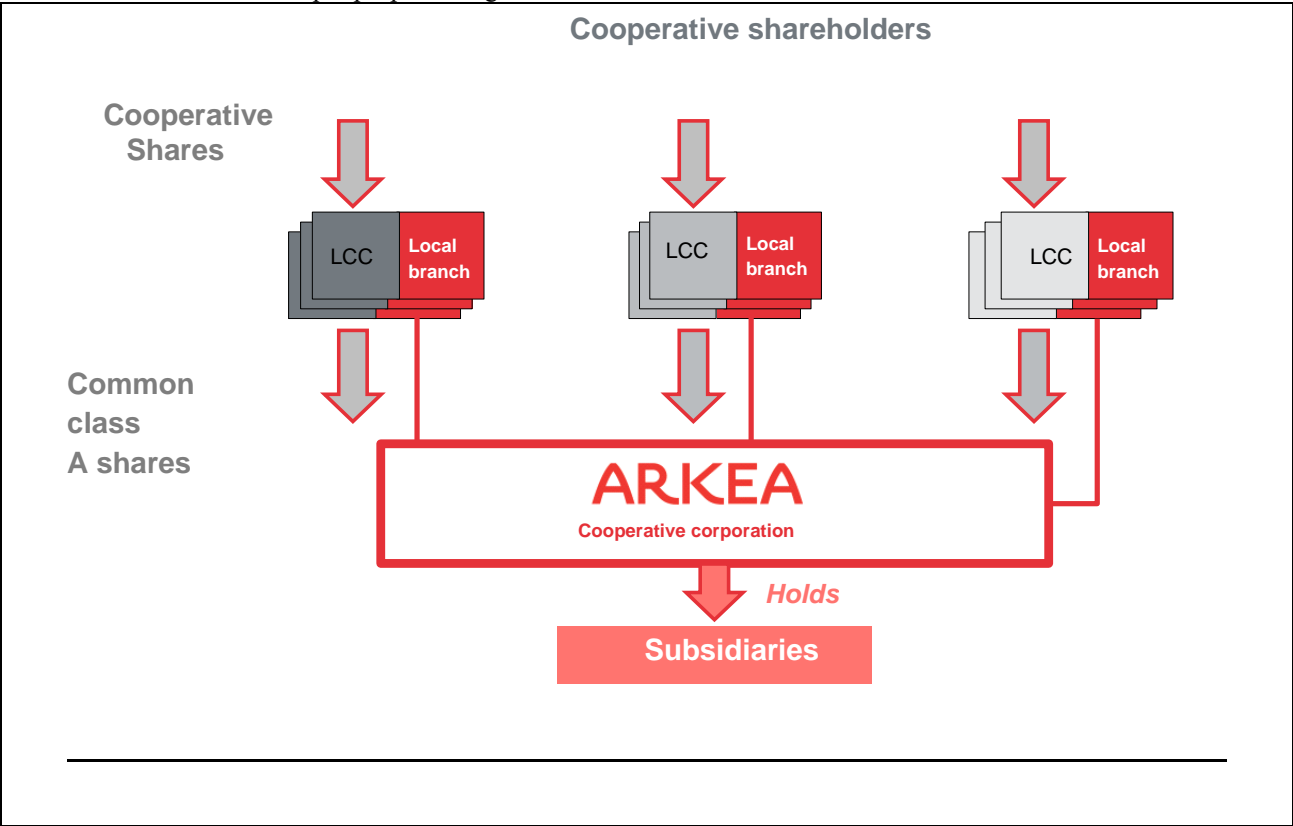 Cooperative shareholders
Cooperative
Shares
LCC
Local
branch
LCC
Local
branch
LCC
Local
branch
Common
class
A shares
ARKEA
Cooperative corporation
Holds
Subsidiaries